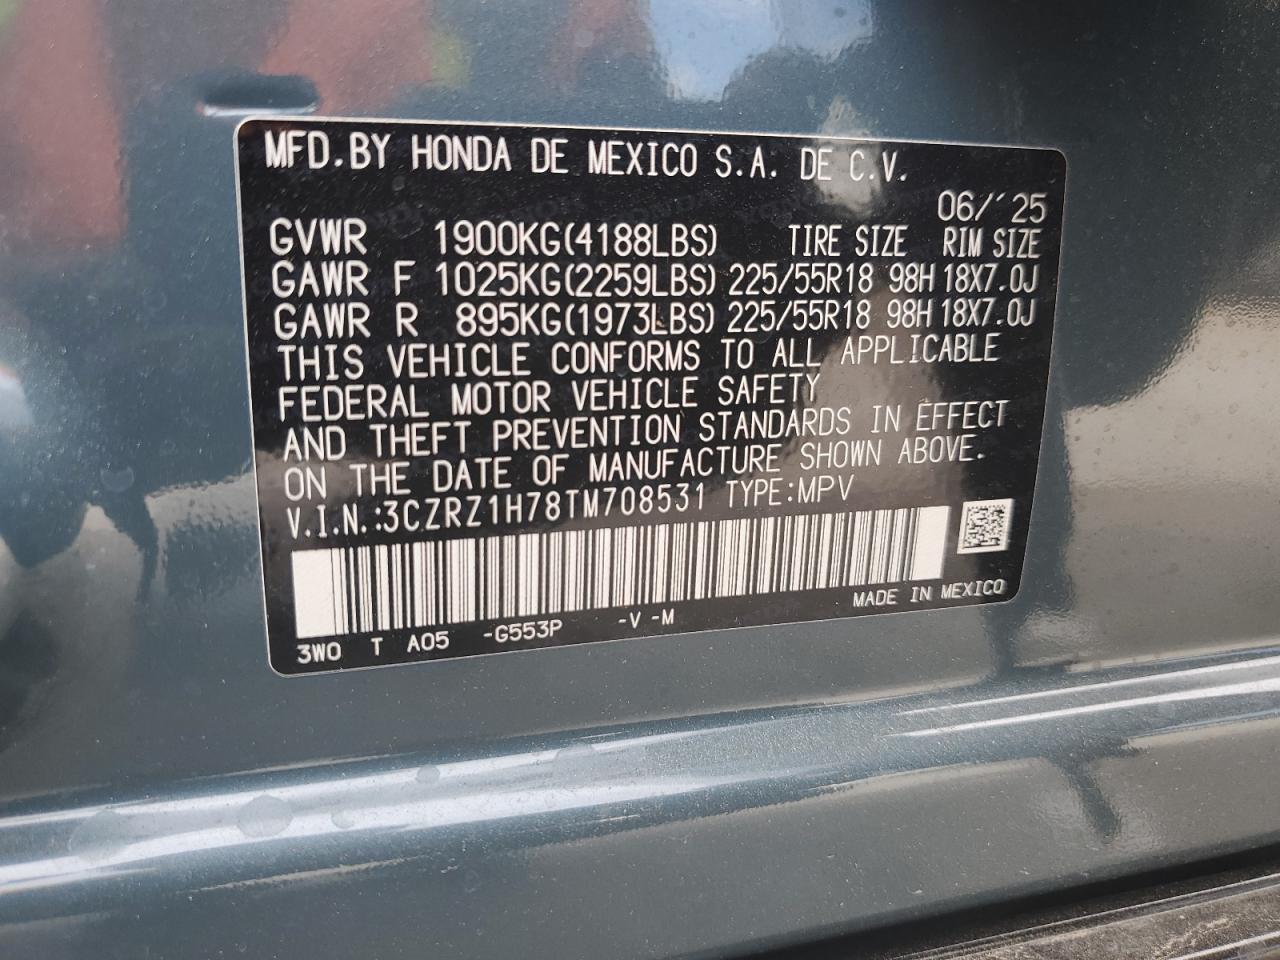 MFD.BY HONDA DE MEXICO S.A. DE C.V.
06/'25
GVWR 1900KG(4188LBS) TIRE SIZE RIM SIZE
GAWR F 1025KG(2259LBS) 225/55R18 98H 18X7.0J
GAWR R 895KG(1973LBS) 225/55R18 98H 18X7.0J
THIS VEHICLE CONFORMS TO ALL APPLICABLE
FEDERAL MOTOR VEHICLE SAFETY
AND THEFT PREVENTION STANDARDS IN EFFECT
ON THE DATE OF MANUFACTURE SHOWN ABOVE.
V.I.N.:3CZRZ1H78TM708531 TYPE:MPV
MADE IN MEXICO
3W0 T A05 -G553P -V -M